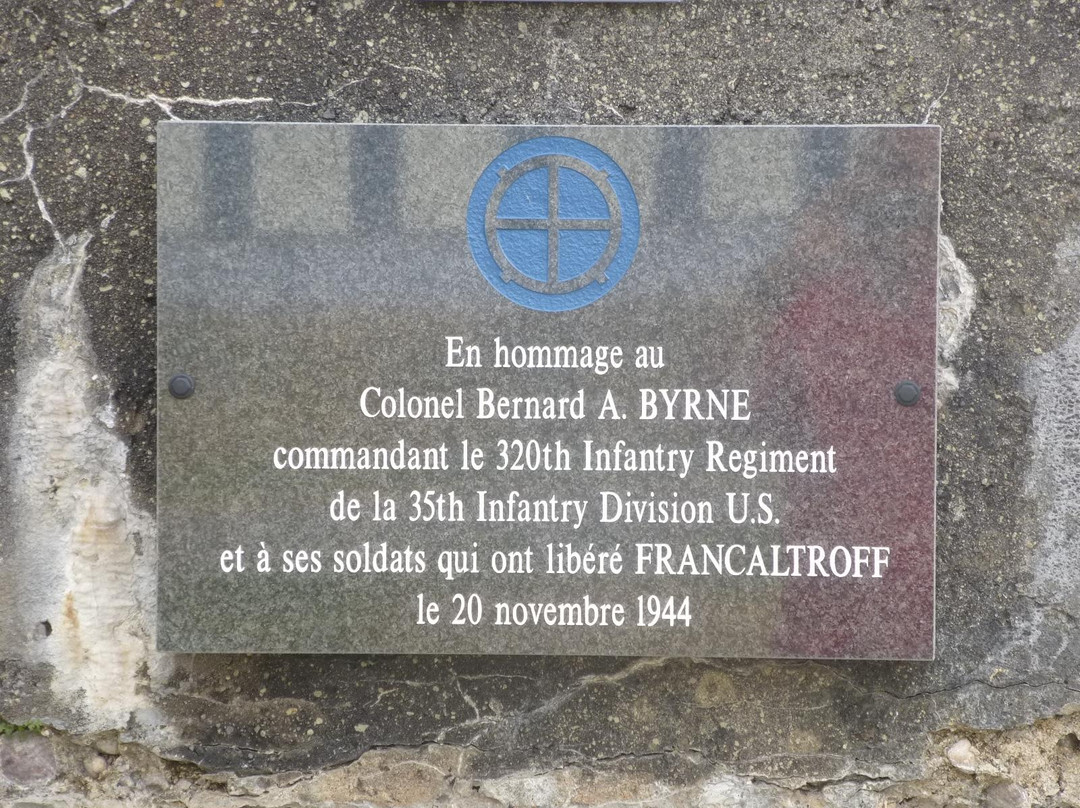 En hommage au
Colonel Bernard A. BYRNE
commandant le 320th Infantry Regiment
de la 35th Infantry Division U.S.
et à ses soldats qui ont libéré FRANCALTROFF
le 20 novembre 1944